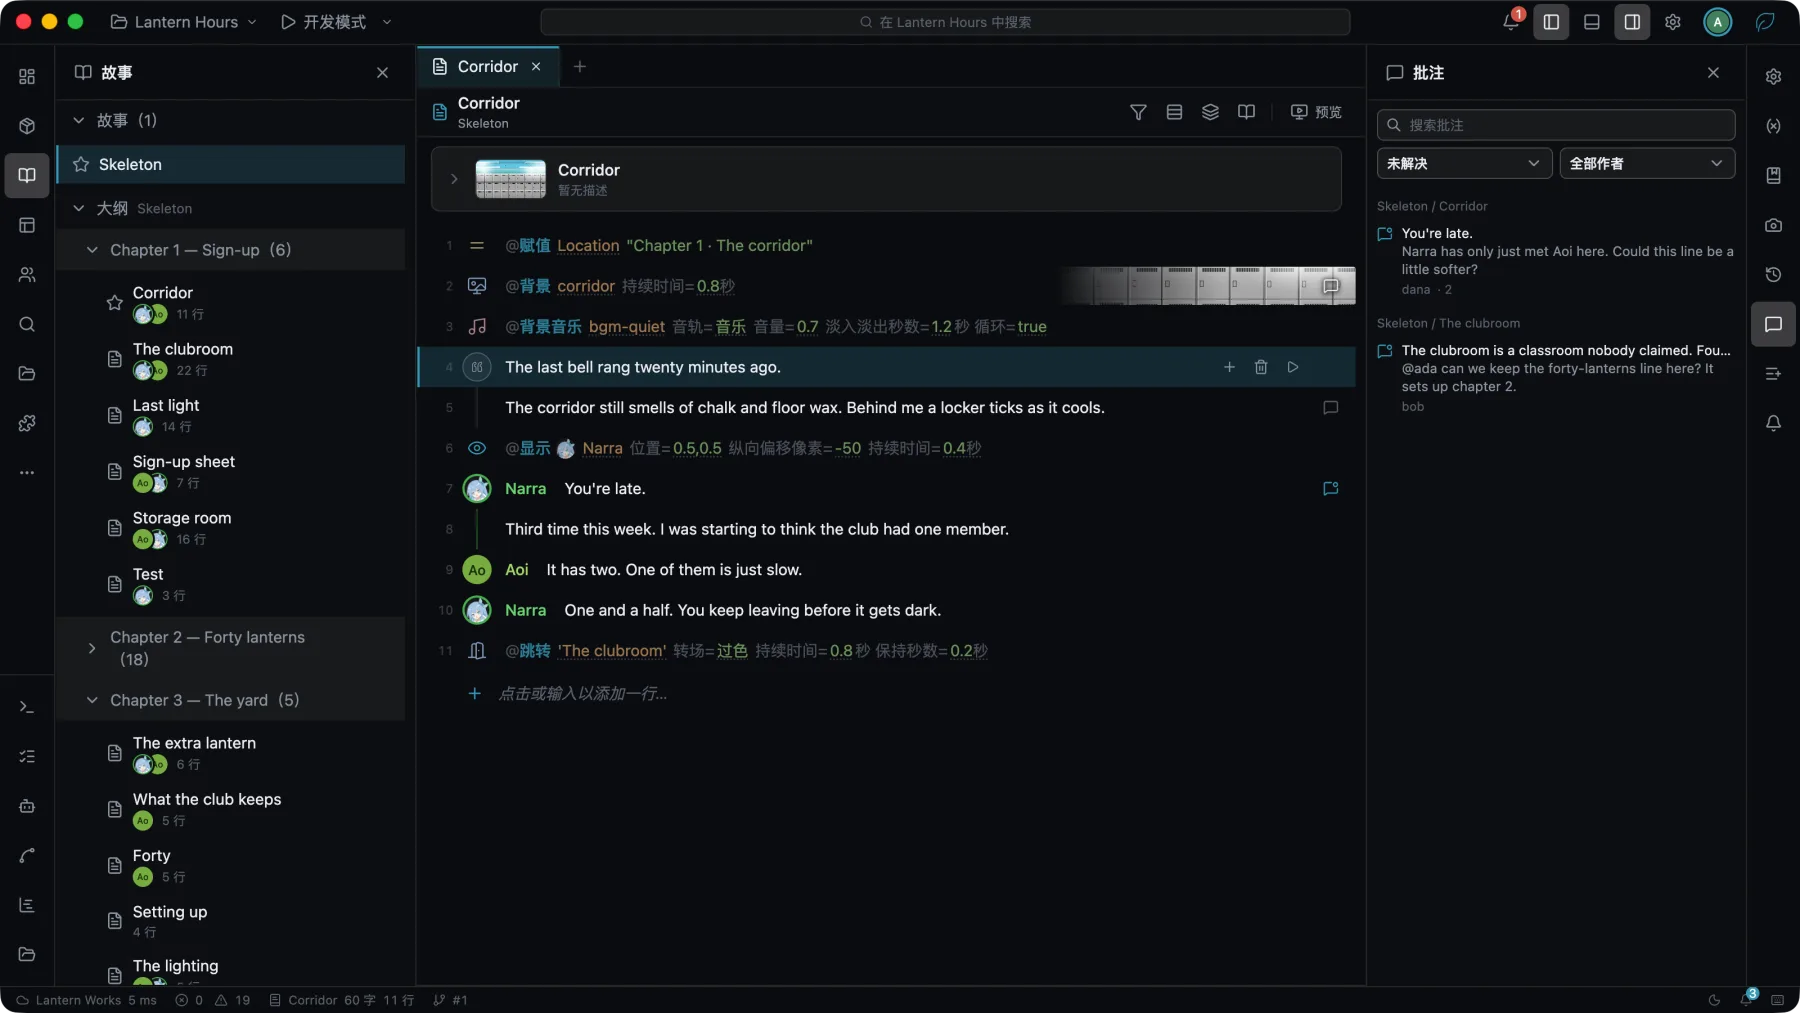 Lantern Hours
开发模式
在 Lantern Hours 中搜索
1
A
故事
故事 (1)
Skeleton
大纲 Skeleton
Chapter 1 — Sign-up (6)
Corridor
Ao 11 行
The clubroom
Ao 22 行
Last light
14 行
Sign-up sheet
Ao 7 行
Storage room
Ao 16 行
Test
3 行
Chapter 2 — Forty lanterns
(18)
Chapter 3 — The yard (5)
The extra lantern
Ao 6 行
What the club keeps
Ao 5 行
Forty
Ao 5 行
Setting up
4 行
The lighting
Corridor
Corridor
Skeleton
预览
Corridor
暂无描述
1 @赋值 Location "Chapter 1 · The corridor"
2 @背景 corridor 持续时间=0.8秒
3 @背景音乐 bgm-quiet 音轨=音乐 音量=0.7 淡入淡出秒数=1.2秒 循环=true
4 The last bell rang twenty minutes ago.
5 The corridor still smells of chalk and floor wax. Behind me a locker ticks as it cools.
6 @显示 Narra 位置=0.5,0.5 纵向偏移像素=-50 持续时间=0.4秒
7 Narra You're late.
8 Third time this week. I was starting to think the club had one member.
9 Ao Aoi It has two. One of them is just slow.
10 Narra One and a half. You keep leaving before it gets dark.
11 @跳转 'The clubroom' 转场=过色 持续时间=0.8秒 保持秒数=0.2秒
点击或输入以添加一行...
批注
搜索批注
未解决
全部作者
Skeleton / Corridor
You're late.
Narra has only just met Aoi here. Could this line be a
little softer?
dana · 2
Skeleton / The clubroom
The clubroom is a classroom nobody claimed. Fou...
@ada can we keep the forty-lanterns line here? It
sets up chapter 2.
bob
Lantern Works 5 ms
0
19
Corridor 60 字 11 行
#1
3